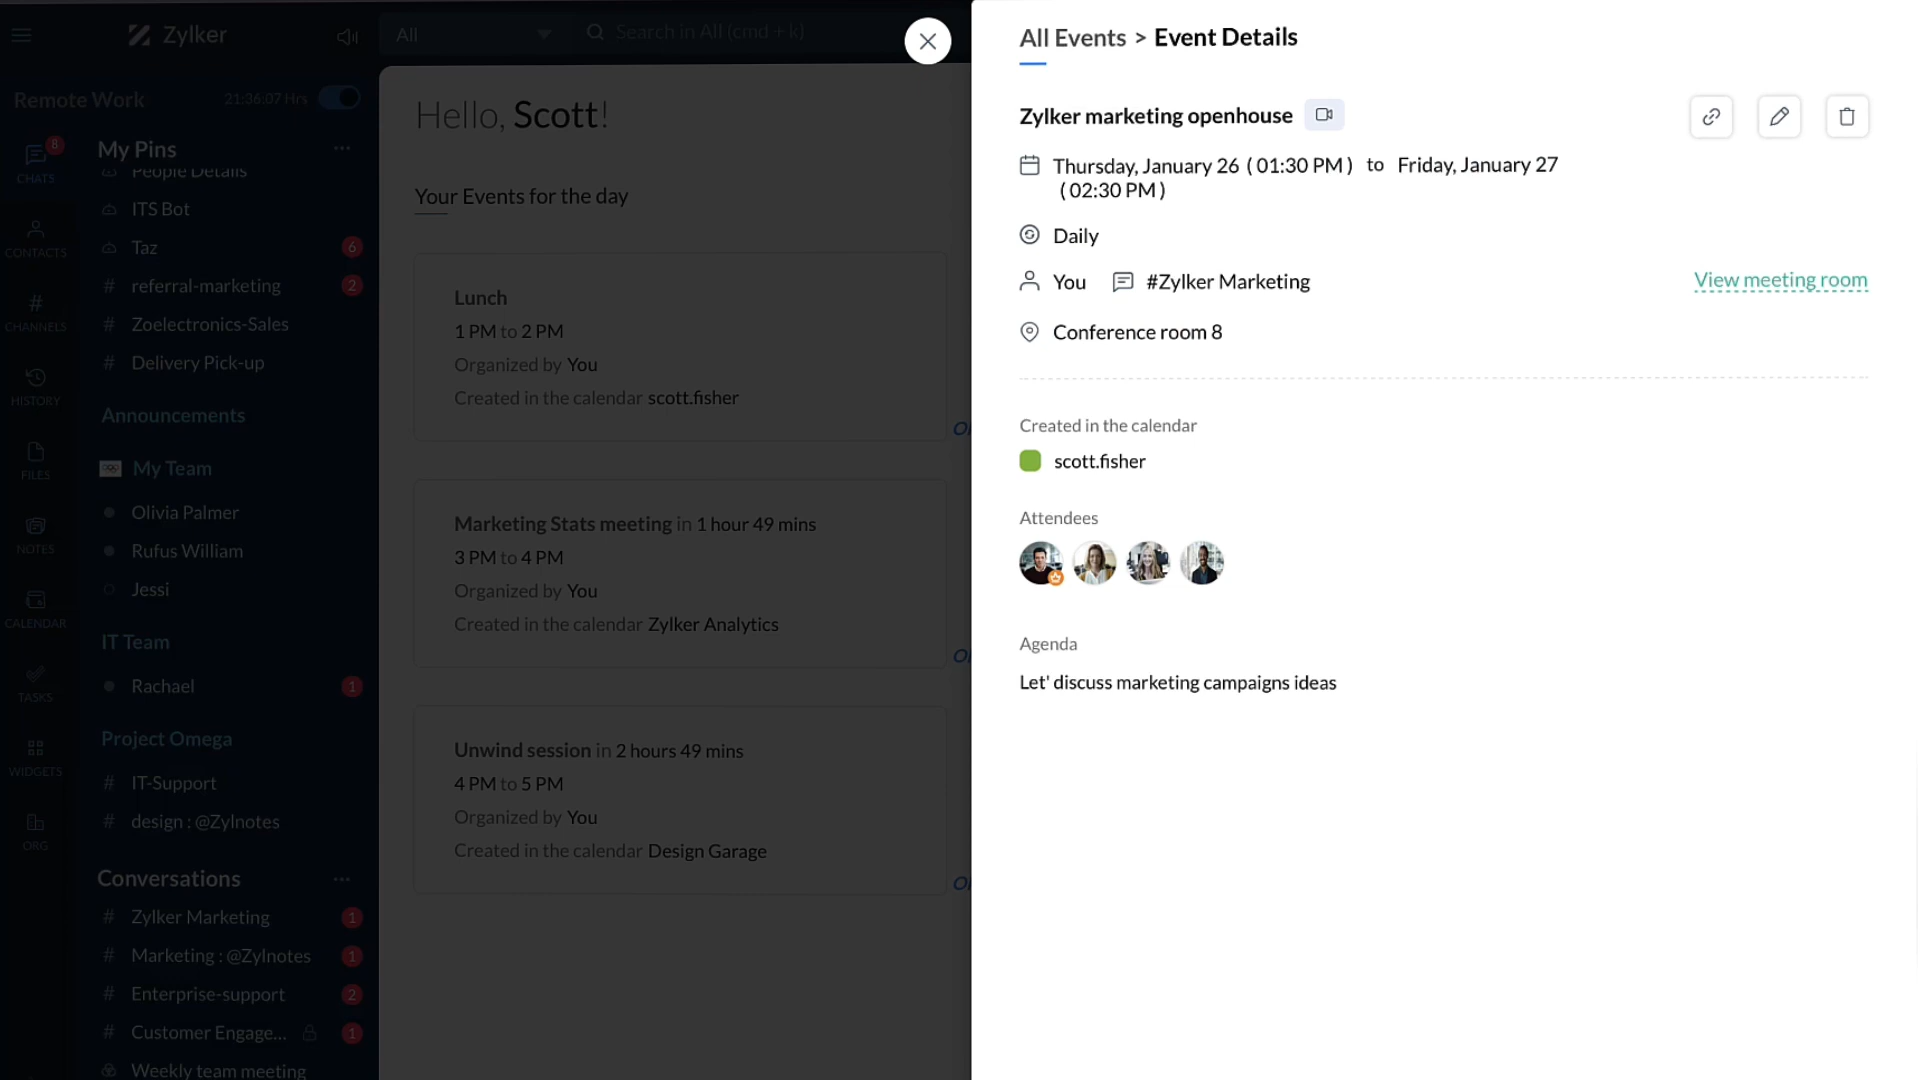 Zylker
All
Search in All (cmd + k)
Remote Work
21:36:07 Hrs
8
CHATS
CONTACTS
CHANNELS
HISTORY
FILES
NOTES
CALENDAR
TASKS
WIDGETS
ORG
My Pins
People Details
ITS Bot
Taz 6
# referral-marketing 2
# Zoelectronics-Sales
# Delivery Pick-up
Announcements
My Team
Olivia Palmer
Rufus William
Jessi
IT Team
Rachael 1
Project Omega
# IT-Support
# design : @Zylnotes
Conversations
# Zylker Marketing 1
# Marketing : @Zylnotes 1
# Enterprise-support 2
# Customer Engage... 1
Weekly team meeting
Hello, Scott!
Your Events for the day
Lunch
1 PM to 2 PM
Organized by You
Created in the calendar scott.fisher
Marketing Stats meeting in 1 hour 49 mins
3 PM to 4 PM
Organized by You
Created in the calendar Zylker Analytics
Unwind session in 2 hours 49 mins
4 PM to 5 PM
Organized by You
Created in the calendar Design Garage
All Events > Event Details
Zylker marketing openhouse
Thursday, January 26 ( 01:30 PM ) to Friday, January 27
( 02:30 PM )
Daily
You #Zylker Marketing
View meeting room
Conference room 8
Created in the calendar
scott.fisher
Attendees
Agenda
Let' discuss marketing campaigns ideas